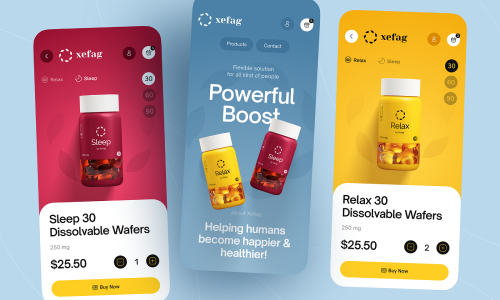 xefag
Relax
Sleep
30
60
90
Sleep
Sleep 30
Dissolvable Wafers
250 mg
$25.50
1
Buy Now
xefag
Products
Contact
Flexible solution
for all kind of people
Powerful
Boost
Relax
Sleep
About Xefag
Helping humans
become happier &
healthier!
xefag
Relax
Sleep
30
60
90
Relax
Relax 30
Dissolvable Wafers
250 mg
$25.50
2
Buy Now